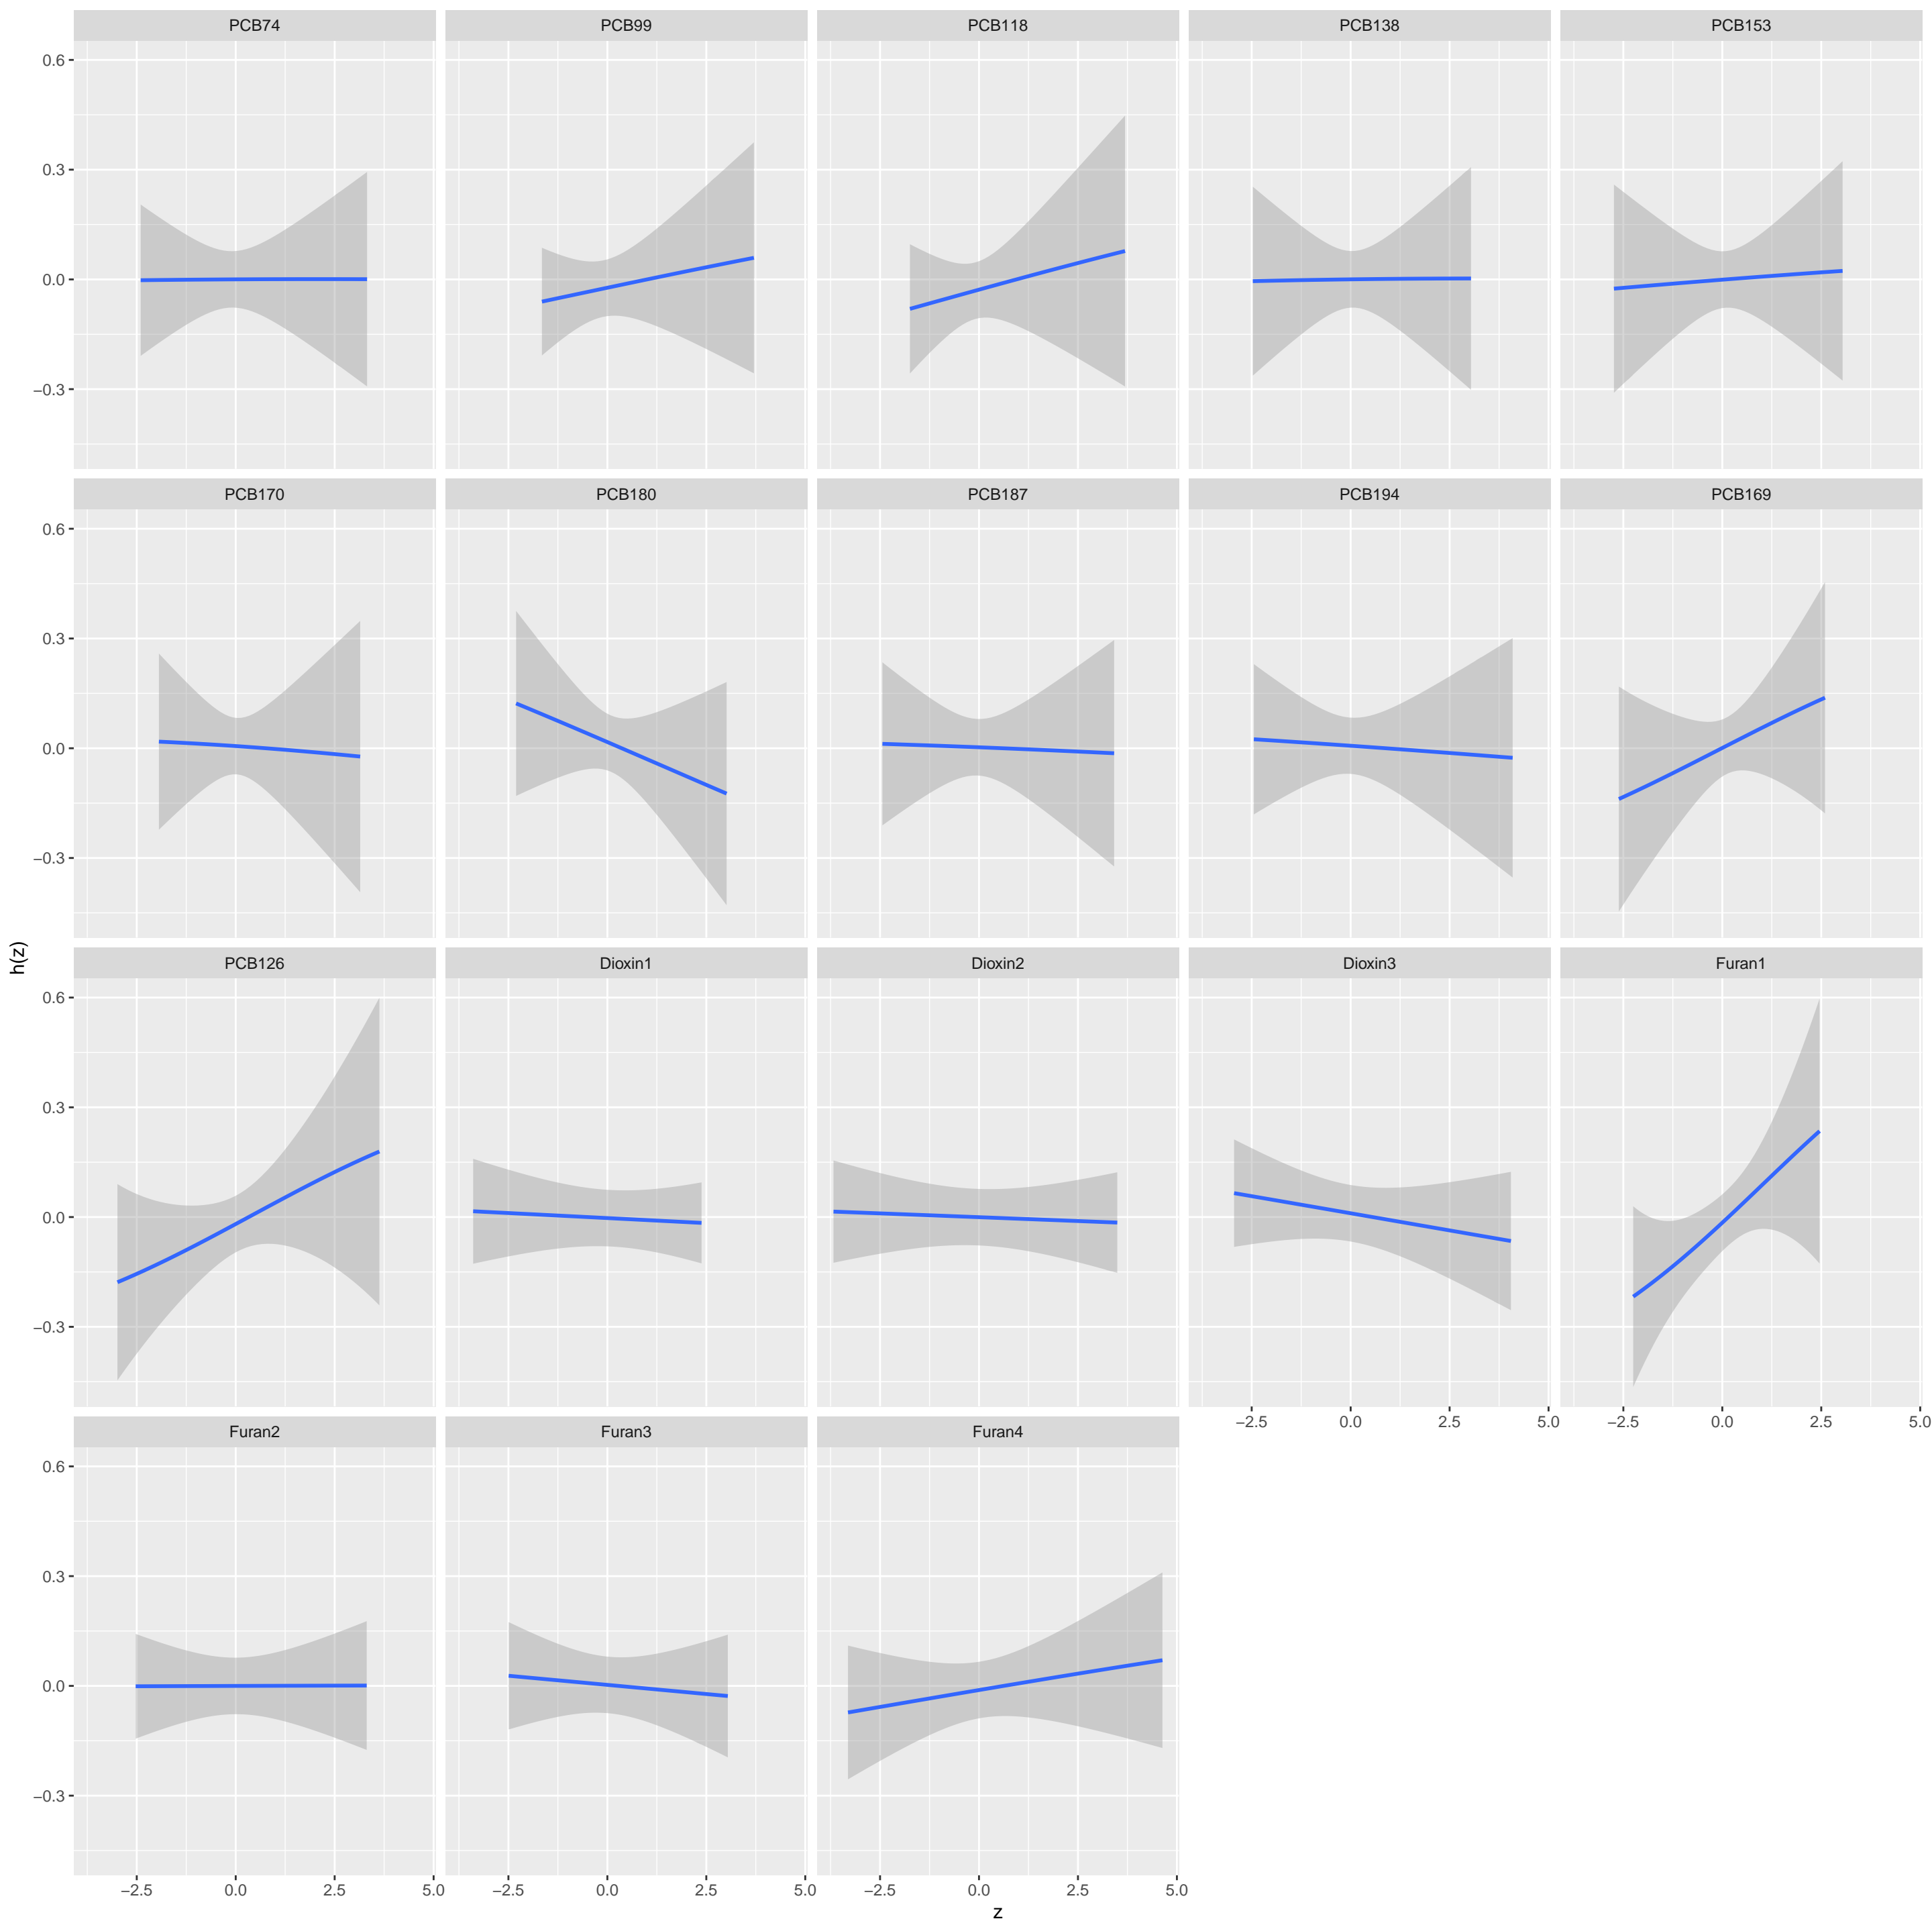 PCB74 PCB99 PCB118 PCB138 PCB153
0.6
0.3
0.0
−0.3
PCB170 PCB180 PCB187 PCB194 PCB169
0.6
0.3
0.0
−0.3
h(z)
PCB126 Dioxin1 Dioxin2 Dioxin3 Furan1
0.6
0.3
0.0
−0.3
−2.5 0.0 2.5 5.0 −2.5 0.0 2.5 5.0
Furan2 Furan3 Furan4
0.6
0.3
0.0
−0.3
−2.5 0.0 2.5 5.0 −2.5 0.0 2.5 5.0 −2.5 0.0 2.5 5.0
z